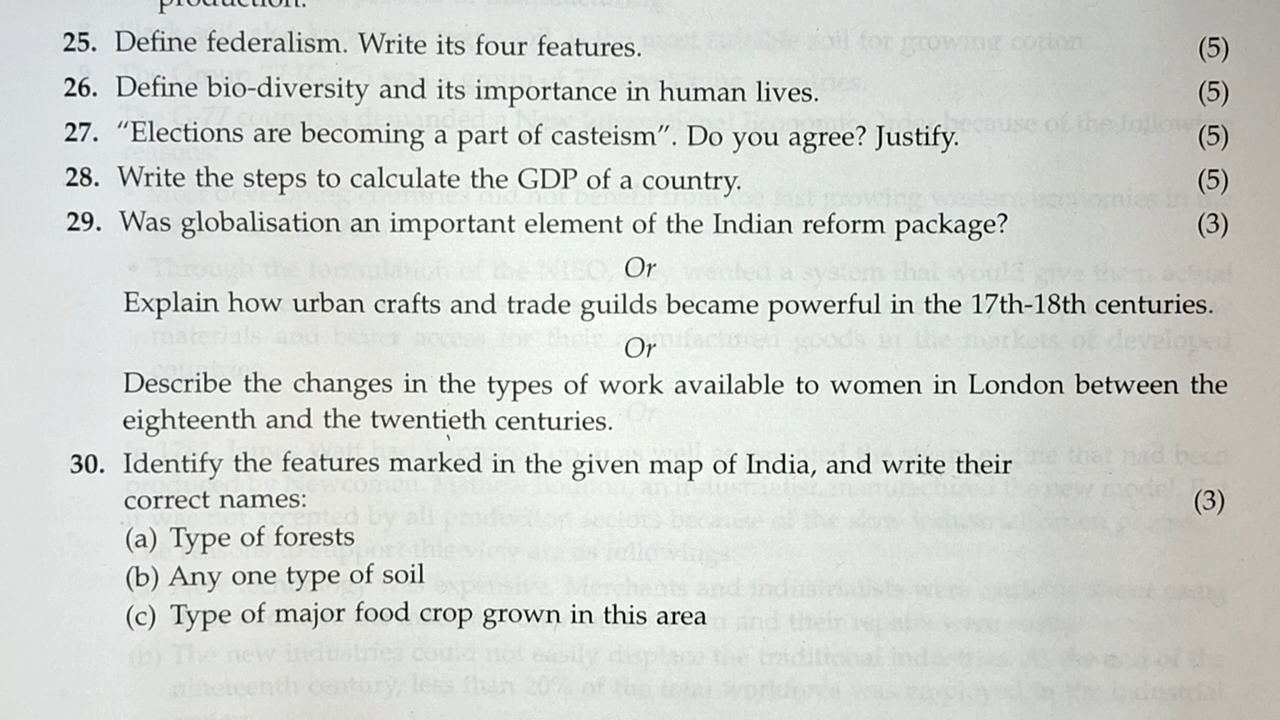 production.
25. Define federalism. Write its four features. (5)
26. Define bio-diversity and its importance in human lives. (5)
27. "Elections are becoming a part of casteism". Do you agree? Justify. (5)
28. Write the steps to calculate the GDP of a country. (5)
29. Was globalisation an important element of the Indian reform package? (3)
Or
Explain how urban crafts and trade guilds became powerful in the 17th-18th centuries.
Or
Describe the changes in the types of work available to women in London between the
eighteenth and the twentieth centuries.
30. Identify the features marked in the given map of India, and write their
correct names: (3)
(a) Type of forests
(b) Any one type of soil
(c) Type of major food crop grown in this area